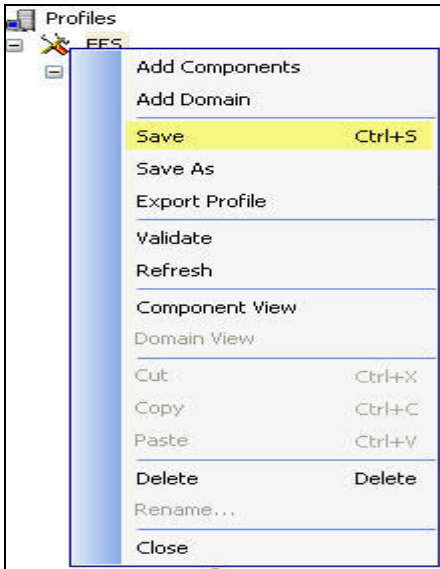 Profiles
EES
Add Components
Add Domain
Save Ctrl+S
Save As
Export Profile
Validate
Refresh
Component View
Domain View
Cut Ctrl+X
Copy Ctrl+C
Paste Ctrl+V
Delete Delete
Rename...
Close